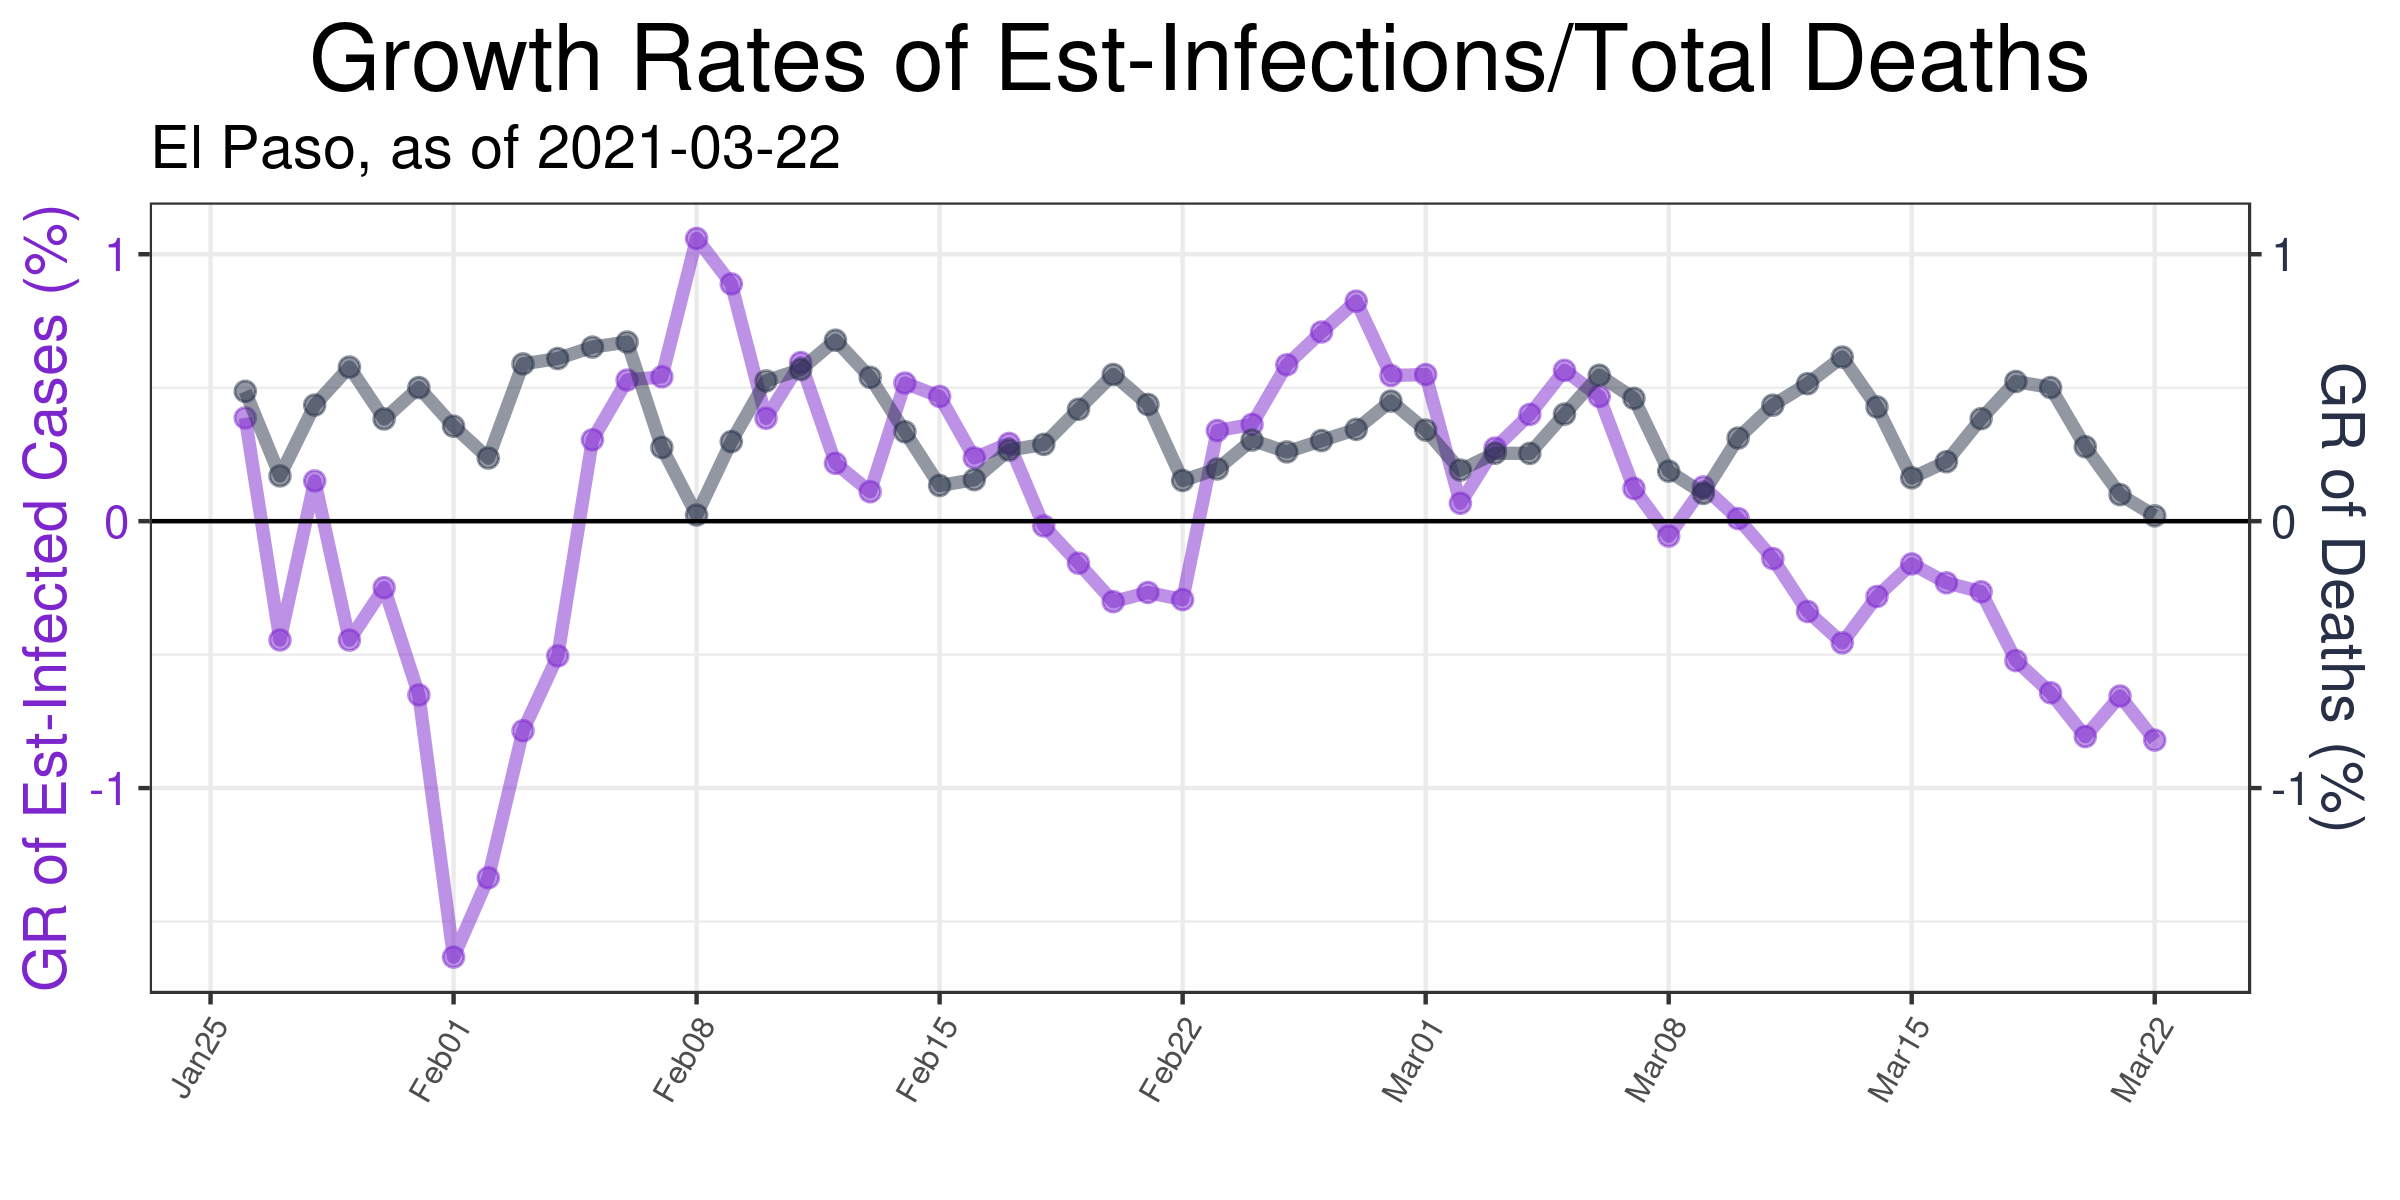 Growth Rates of Est-Infections/Total Deaths
El Paso, as of 2021-03-22
GR of Est-Infected Cases (%)
1
0
-1
1
0
-1
GR of Deaths (%)
Jan25
Feb01
Feb08
Feb15
Feb22
Mar01
Mar08
Mar15
Mar22